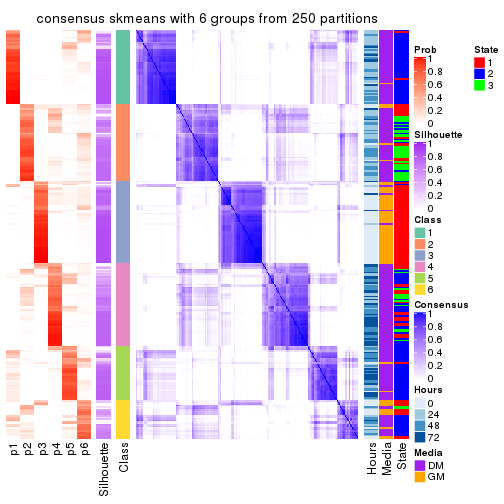 consensus skmeans with 6 groups from 250 partitions
Prob
1
0.8
0.6
0.4
0.2
0
State
1
2
3
Silhouette
1
0.8
0.6
0.4
0.2
0
Class
1
2
3
4
5
6
Consensus
1
0.8
0.6
0.4
0.2
0
Hours
0
24
48
72
Media
DM
GM
p1
p2
p3
p4
p5
p6
Silhouette
Class
Hours
Media
State